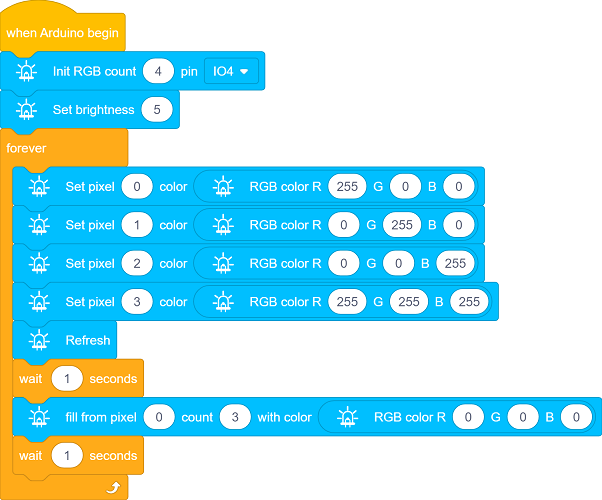 when Arduino begin
Init RGB count 4 pin IO4
Set brightness 5
forever
Set pixel 0 color RGB color R 255 G 0 B 0
Set pixel 1 color RGB color R 0 G 255 B 0
Set pixel 2 color RGB color R 0 G 0 B 255
Set pixel 3 color RGB color R 255 G 255 B 255
Refresh
wait 1 seconds
fill from pixel 0 count 3 with color RGB color R 0 G 0 B 0
wait 1 seconds